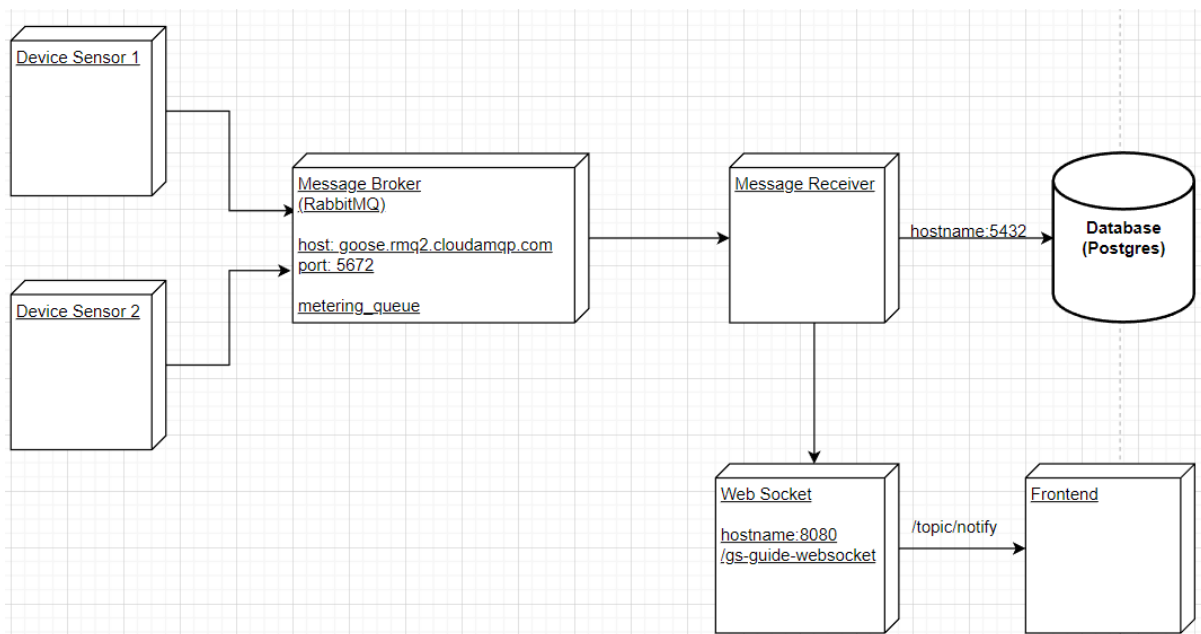 Device Sensor 1
Message Broker
(RabbitMQ)
host: goose.rmq2.cloudamqp.com
port: 5672
metering_queue
Device Sensor 2
Message Receiver
hostname:5432
Database
(Postgres)
Web Socket
hostname:8080
/gs-guide-websocket
/topic/notify
Frontend